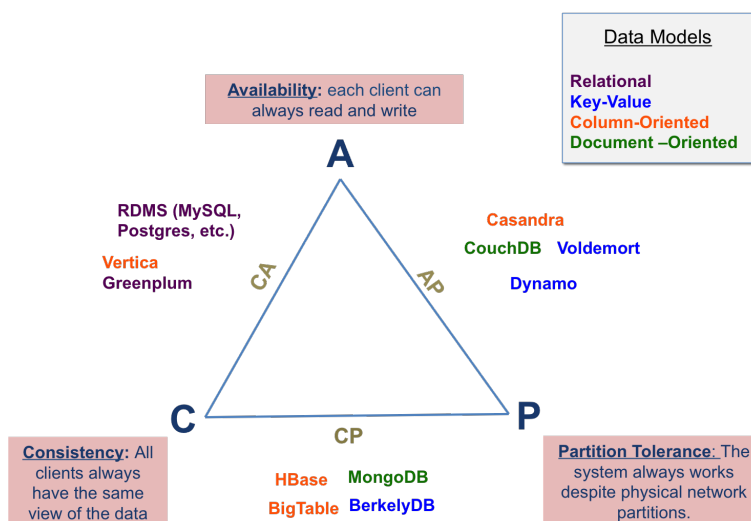 Data Models
Relational
Key-Value
Column-Oriented
Document –Oriented
Availability: each client can
always read and write
A
RDMS (MySQL,
Postgres, etc.)
Vertica
Greenplum
CA
Casandra
CouchDB Voldemort
Dynamo
AP
C
P
CP
Consistency: All
clients always
have the same
view of the data
HBase MongoDB
BigTable BerkelyDB
Partition Tolerance: The
system always works
despite physical network
partitions.